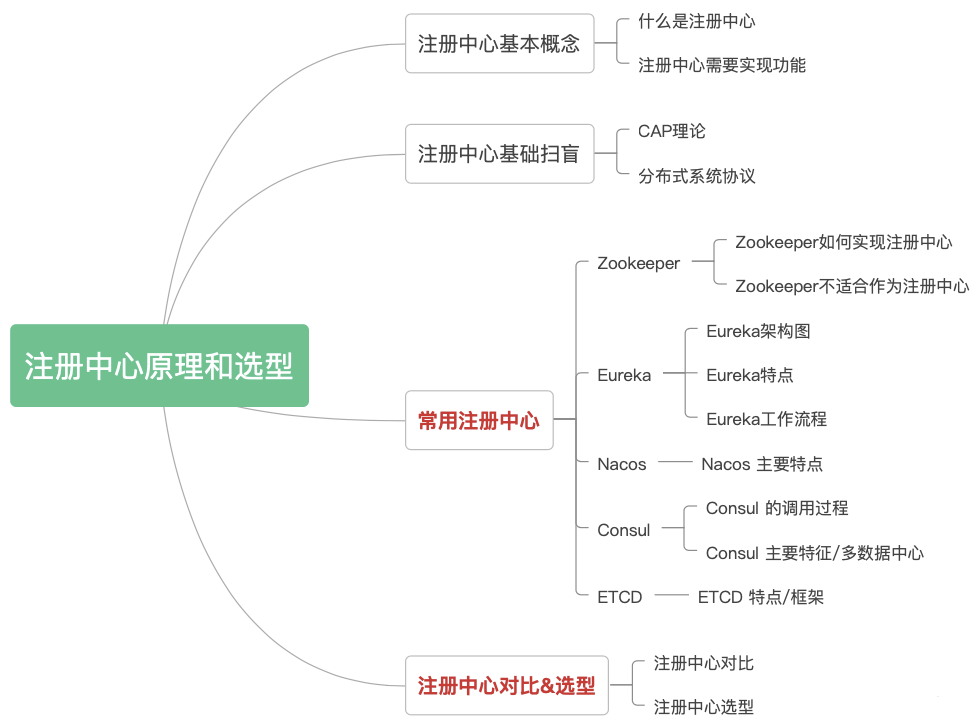 注册中心原理和选型
注册中心基本概念
什么是注册中心
注册中心需要实现功能
注册中心基础扫盲
CAP理论
分布式系统协议
常用注册中心
Zookeeper
Zookeeper如何实现注册中心
Zookeeper不适合作为注册中心
Eureka
Eureka架构图
Eureka特点
Eureka工作流程
Nacos
Nacos 主要特点
Consul
Consul 的调用过程
Consul 主要特征/多数据中心
ETCD
ETCD 特点/框架
注册中心对比&选型
注册中心对比
注册中心选型